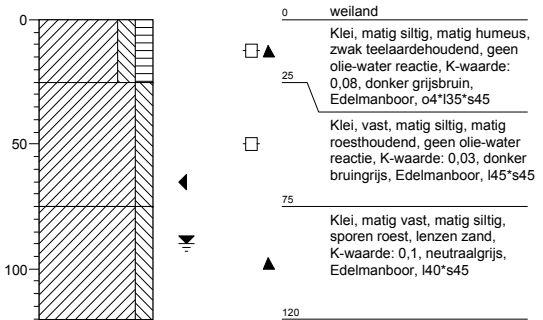 0
50
100
0
weiland
Klei, matig siltig, matig humeus,
zwak teelaardehoudend, geen
olie-water reactie, K-waarde:
0,08, donker grijsbruin,
Edelmanboor, o4*l35*s45
25
Klei, vast, matig siltig, matig
roesthoudend, geen olie-water
reactie, K-waarde: 0,03, donker
bruingrijs, Edelmanboor, l45*s45
75
Klei, matig vast, matig siltig,
sporen roest, lenzen zand,
K-waarde: 0,1, neutraalgrijs,
Edelmanboor, l40*s45
120